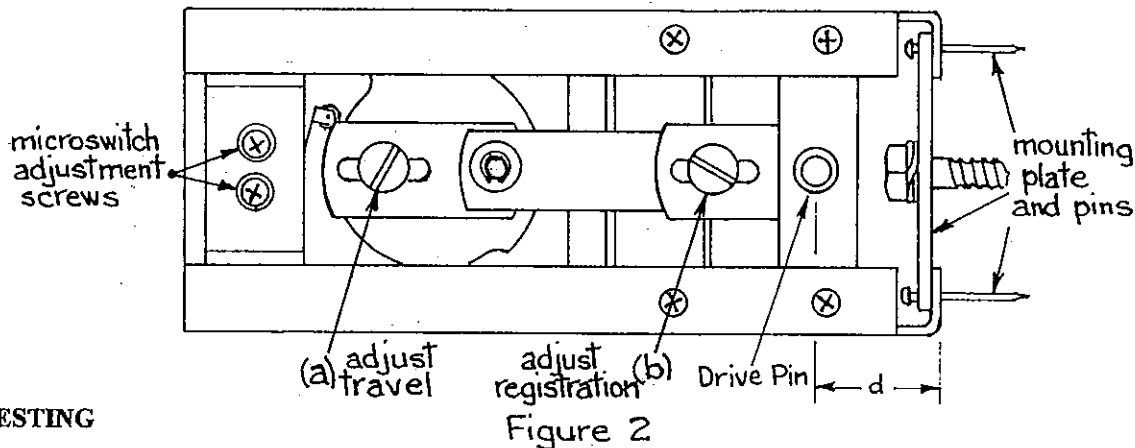 microswitch
adjustment
screws
mounting
plate
and pins
(a) adjust
travel
adjust
registration
(b)
Drive Pin
d
ESTING
Figure 2